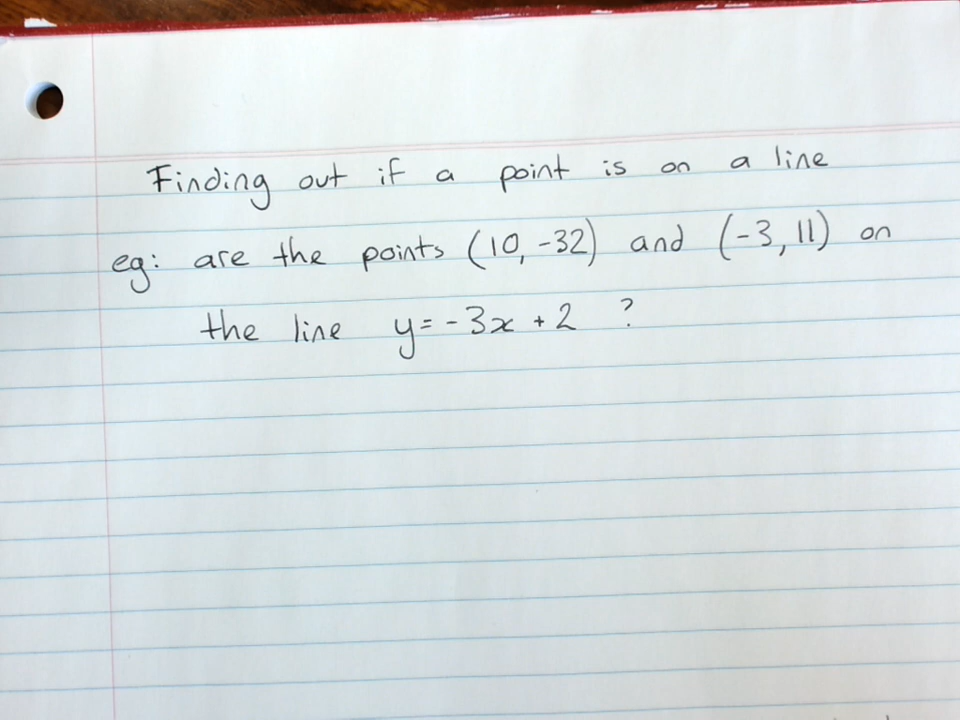 Finding out if a point is on a line
eg: are the points (10, -32) and (-3, 11) on
the line y = -3x + 2 ?